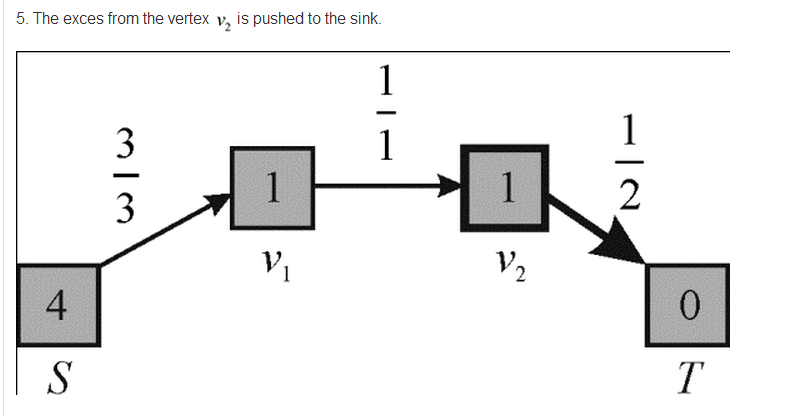 5. The exces from the vertex v₂ is pushed to the sink.
3/3
1/1
1/2
1
1
v₁
v₂
4
0
S
T